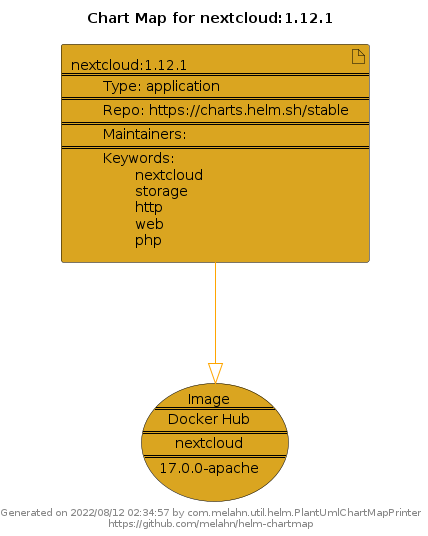 Chart Map for nextcloud:1.12.1
nextcloud:1.12.1
Type: application
Repo: https://charts.helm.sh/stable
Maintainers:
Keywords:
nextcloud
storage
http
web
php
Image
Docker Hub
nextcloud
17.0.0-apache
Generated on 2022/08/12 02:34:57 by com.melahn.util.helm.PlantUmlChartMapPrinter
https://github.com/melahn/helm-chartmap